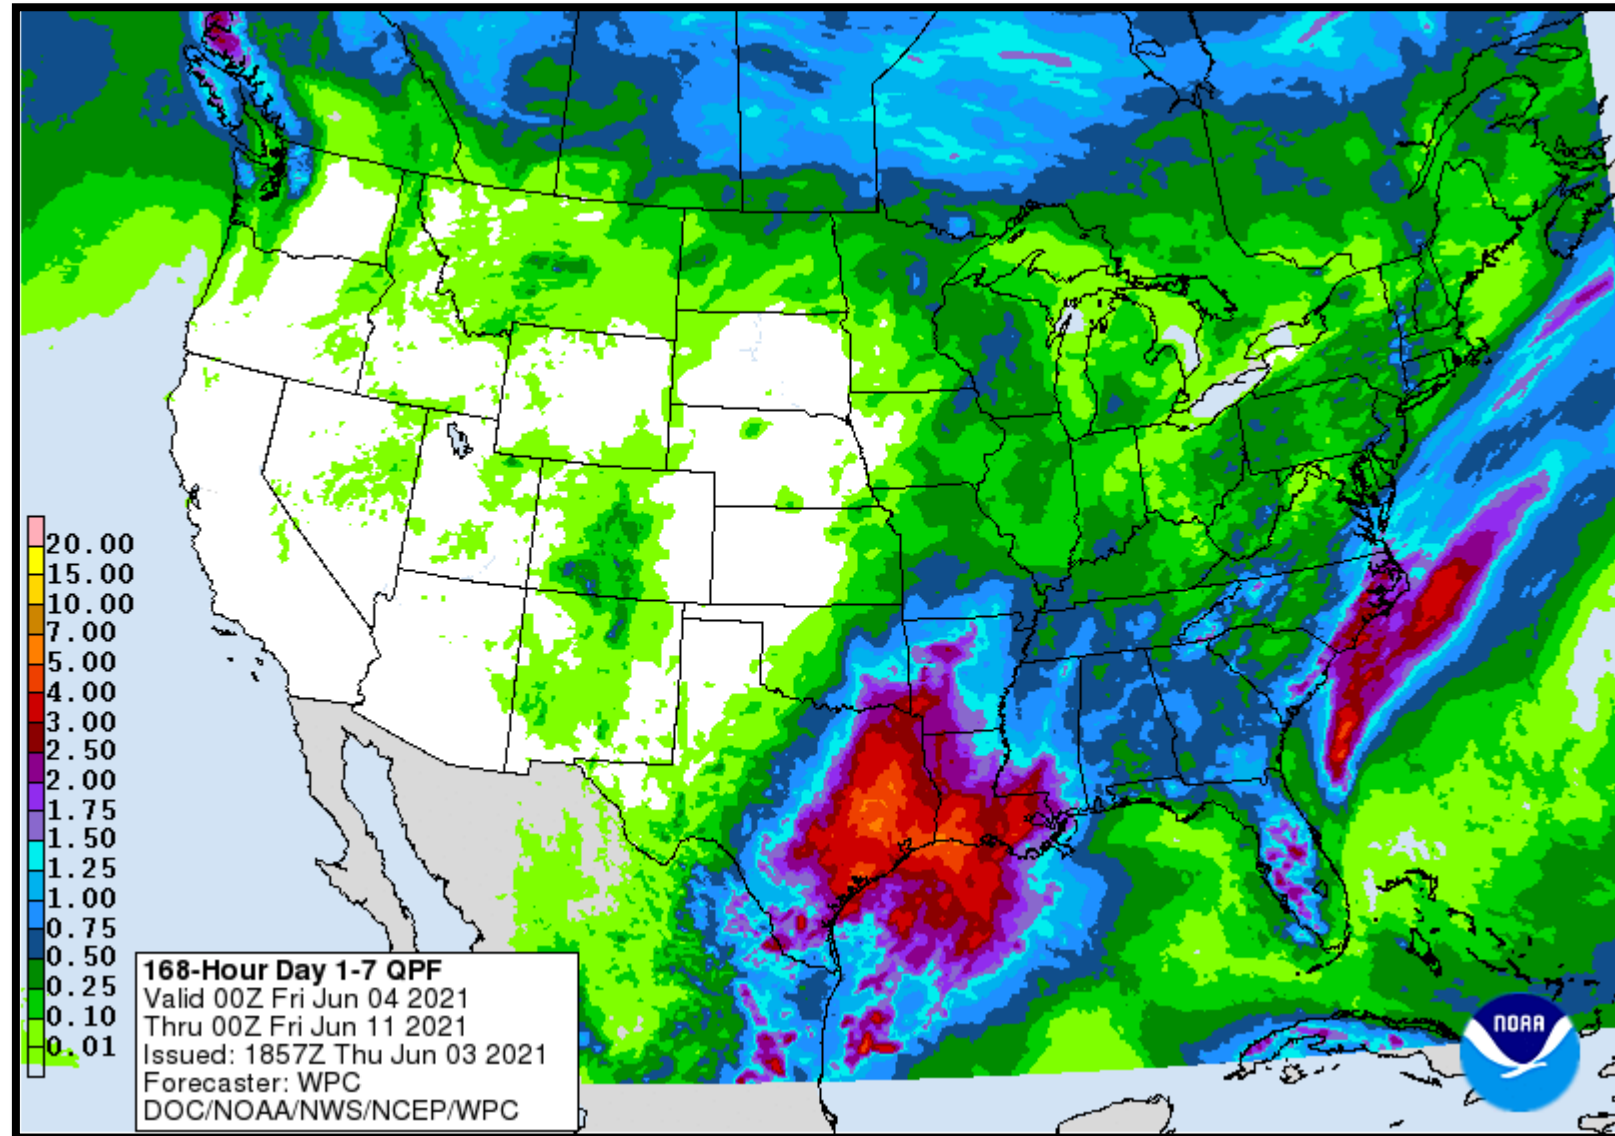 20.00
15.00
10.00
7.00
5.00
4.00
3.00
2.50
2.00
1.75
1.50
1.25
1.00
0.75
0.50
0.25
0.10
0.01
168-Hour Day 1-7 QPF
Valid 00Z Fri Jun 04 2021
Thru 00Z Fri Jun 11 2021
Issued: 1857Z Thu Jun 03 2021
Forecaster: WPC
DOC/NOAA/NWS/NCEP/WPC
NOAA